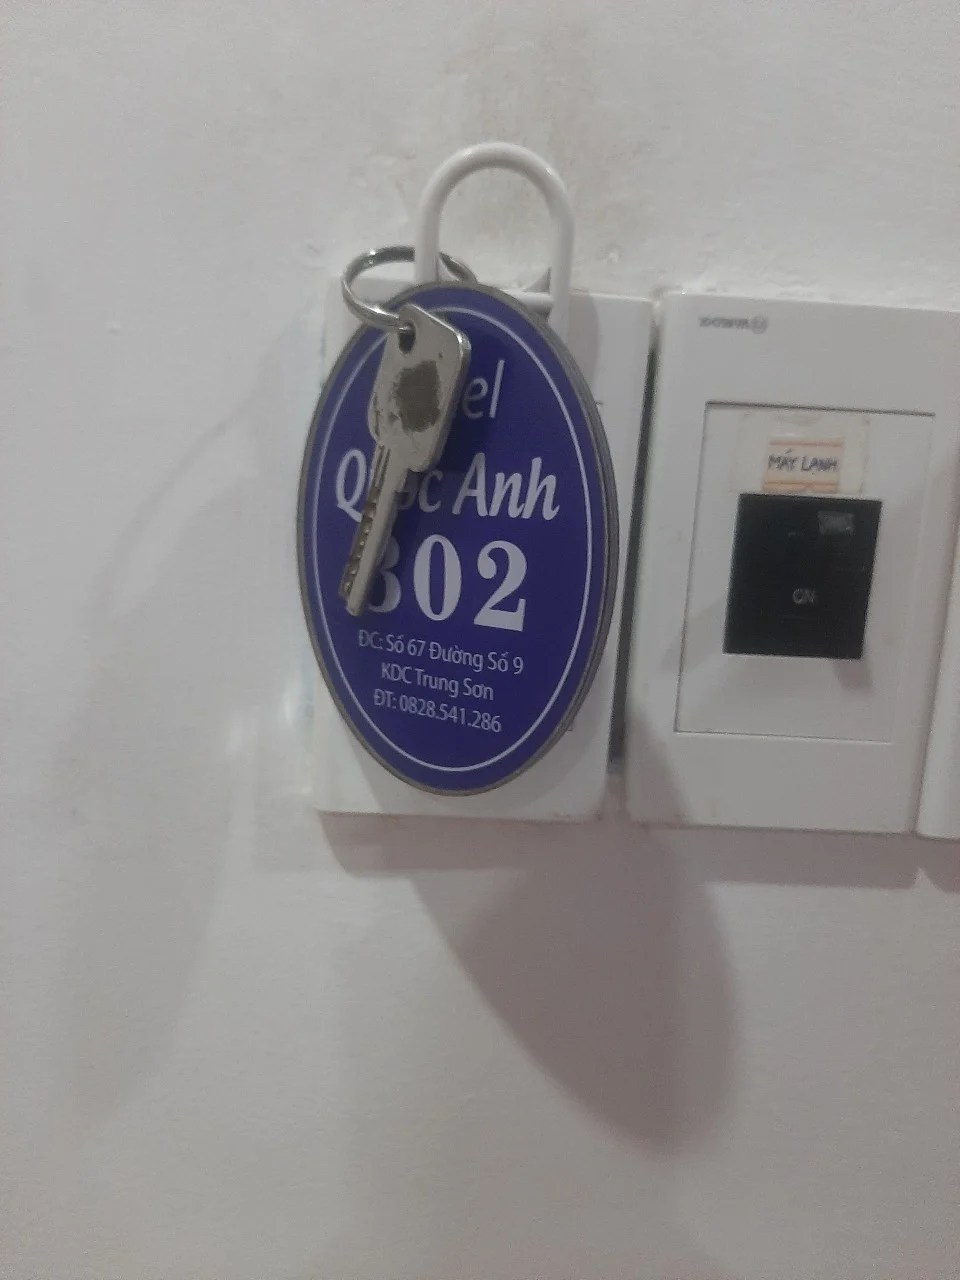 Anh
302
ĐC: Số 67 Đường Số 9
KDC Trung Sơn
ĐT: 0828.541.286
MÁY LẠNH
ON